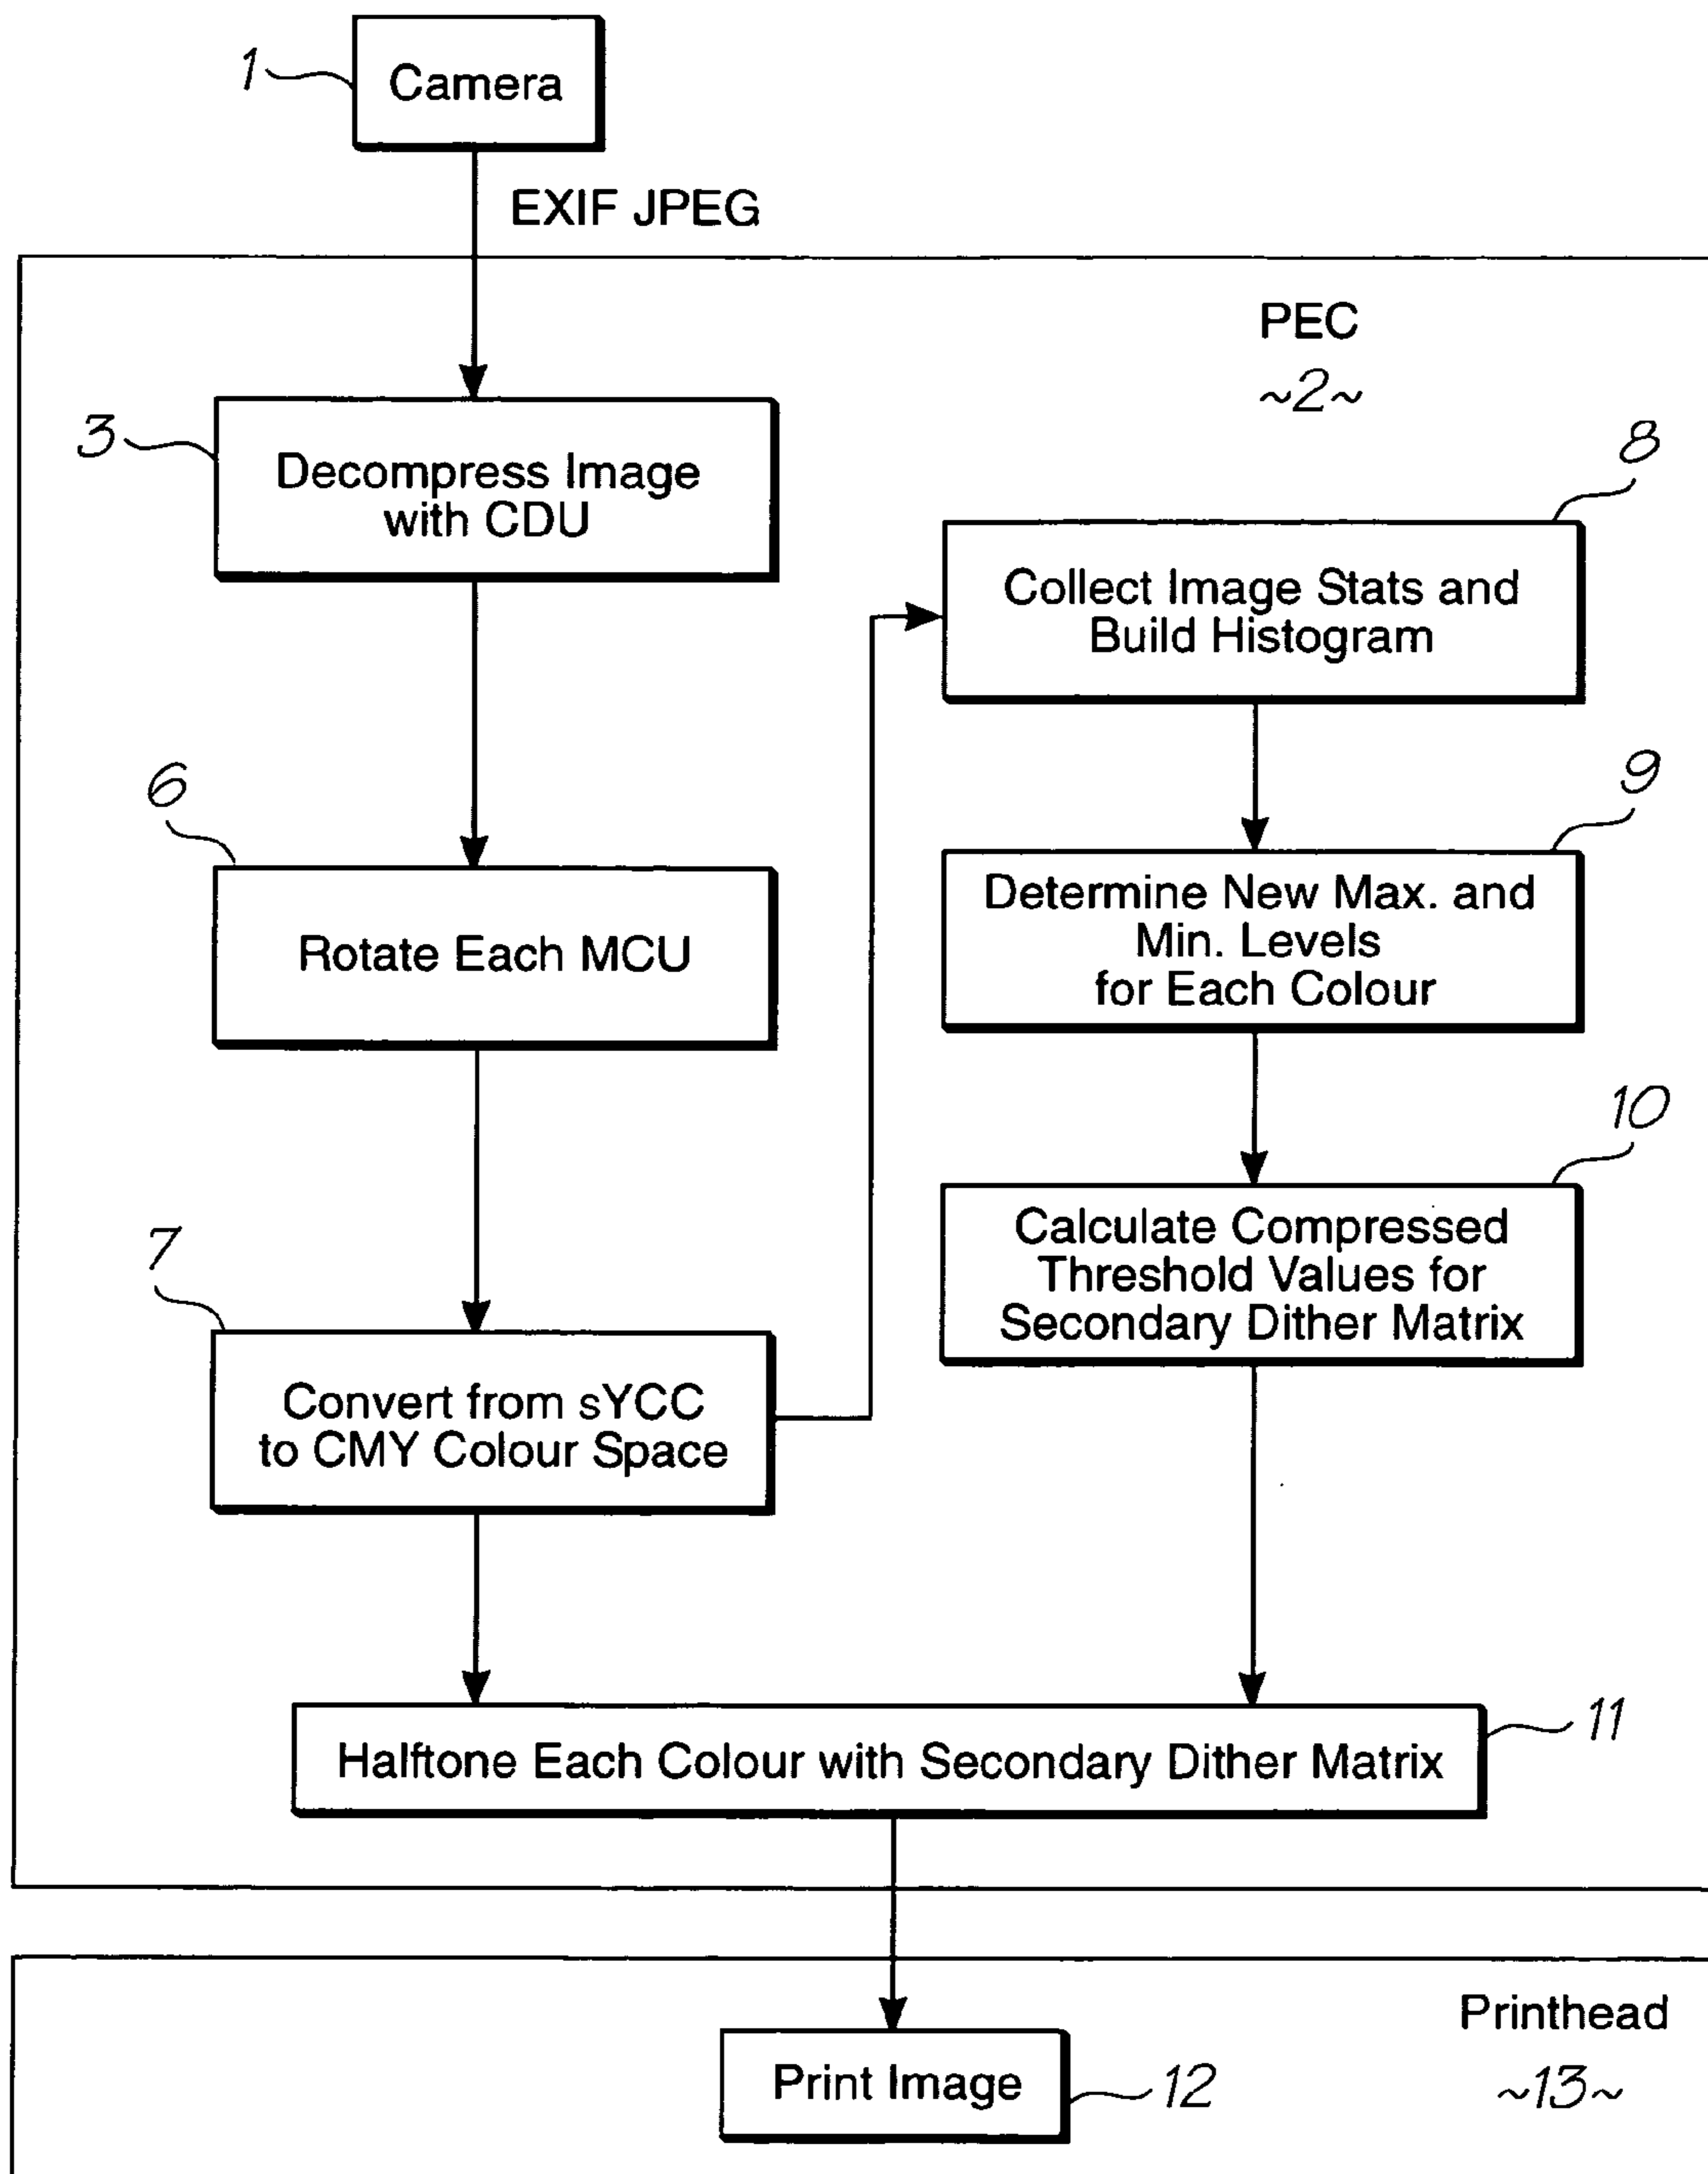 1
Camera
EXIF JPEG
PEC
~2~
3
Decompress Image
with CDU
8
Collect Image Stats and
Build Histogram
6
Rotate Each MCU
9
Determine New Max. and
Min. Levels
for Each Colour
10
Calculate Compressed
Threshold Values for
Secondary Dither Matrix
7
Convert from sYCC
to CMY Colour Space
Halftone Each Colour with Secondary Dither Matrix
11
Printhead
~13~
Print Image
12